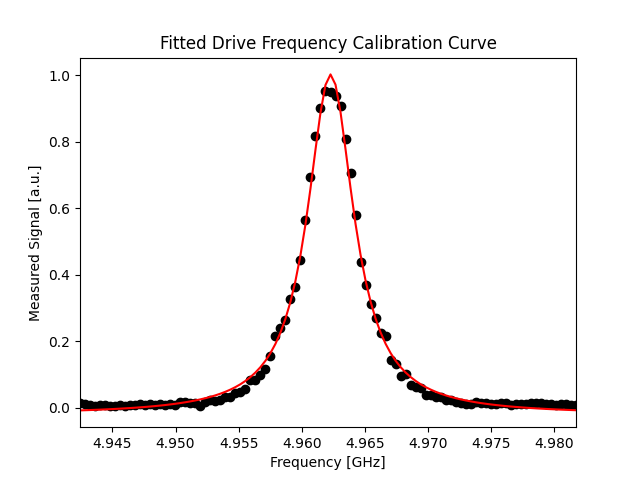 Fitted Drive Frequency Calibration Curve
Measured Signal [a.u.]
1.0
0.8
0.6
0.4
0.2
0.0
4.945 4.950 4.955 4.960 4.965 4.970 4.975 4.980
Frequency [GHz]